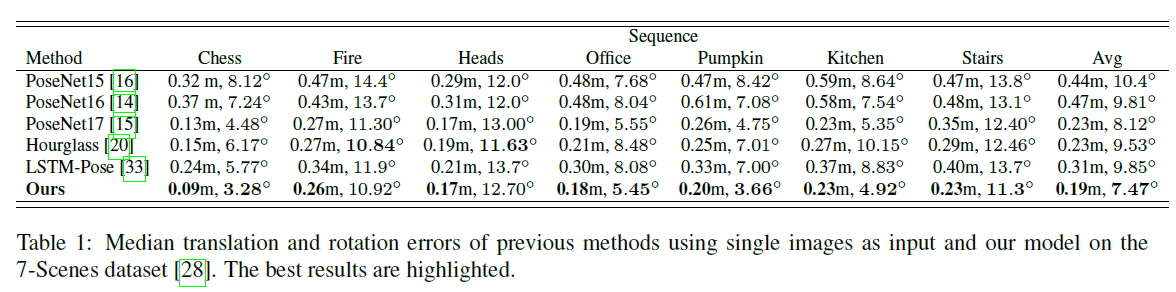 Sequence
Method Chess Fire Heads Office Pumpkin Kitchen Stairs Avg
PoseNet15 [16] 0.32 m, 8.12° 0.47m, 14.4° 0.29m, 12.0° 0.48m, 7.68° 0.47m, 8.42° 0.59m, 8.64° 0.47m, 13.8° 0.44m, 10.4°
PoseNet16 [14] 0.37 m, 7.24° 0.43m, 13.7° 0.31m, 12.0° 0.48m, 8.04° 0.61m, 7.08° 0.58m, 7.54° 0.48m, 13.1° 0.47m, 9.81°
PoseNet17 [15] 0.13m, 4.48° 0.27m, 11.30° 0.17m, 13.00° 0.19m, 5.55° 0.26m, 4.75° 0.23m, 5.35° 0.35m, 12.40° 0.23m, 8.12°
Hourglass [20] 0.15m, 6.17° 0.27m, 10.84° 0.19m, 11.63° 0.21m, 8.48° 0.25m, 7.01° 0.27m, 10.15° 0.29m, 12.46° 0.23m, 9.53°
LSTM-Pose [33] 0.24m, 5.77° 0.34m, 11.9° 0.21m, 13.7° 0.30m, 8.08° 0.33m, 7.00° 0.37m, 8.83° 0.40m, 13.7° 0.31m, 9.85°
Ours 0.09m, 3.28° 0.26m, 10.92° 0.17m, 12.70° 0.18m, 5.45° 0.20m, 3.66° 0.23m, 4.92° 0.23m, 11.3° 0.19m, 7.47°
Table 1: Median translation and rotation errors of previous methods using single images as input and our model on the
7-Scenes dataset [28]. The best results are highlighted.